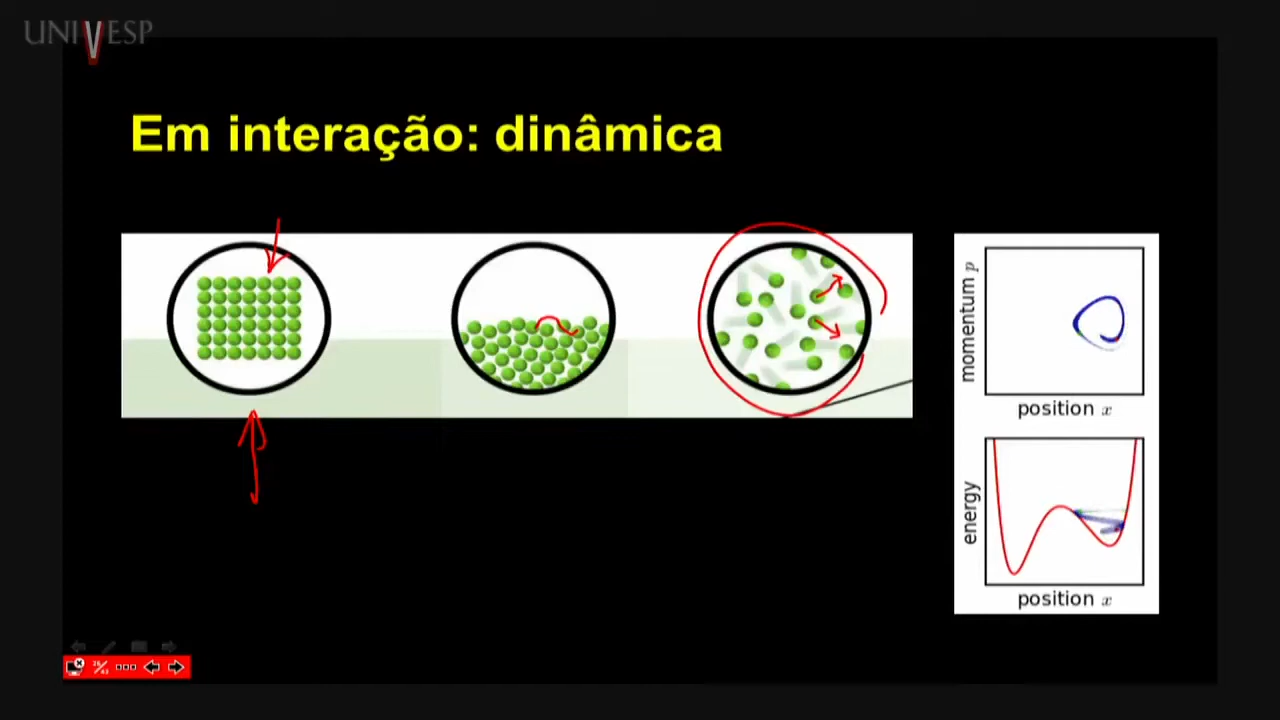 UNIVESP
Em interação: dinâmica
momentum p
position x
energy
position x